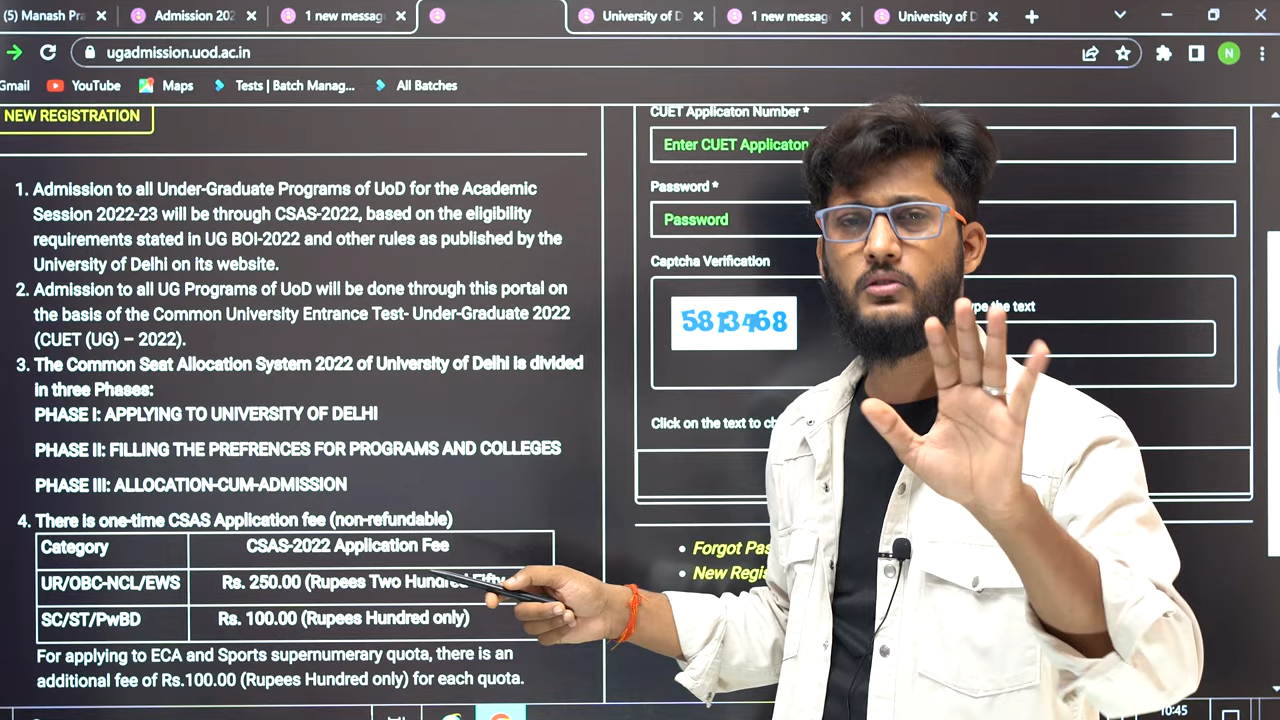 (5) Manash Pra
Admission 202
1 new messag
University of D
1 new messag
University of D
ugadmission.uod.ac.in
N
Gmail
YouTube
Maps
Tests | Batch Manag...
All Batches
NEW REGISTRATION
1. Admission to all Under-Graduate Programs of UoD for the Academic
Session 2022-23 will be through CSAS-2022, based on the eligibility
requirements stated in UG BOI-2022 and other rules as published by the
University of Delhi on its website.
2. Admission to all UG Programs of UoD will be done through this portal on
the basis of the Common University Entrance Test- Under-Graduate 2022
(CUET (UG) – 2022).
3. The Common Seat Allocation System 2022 of University of Delhi is divided
in three Phases:
PHASE I: APPLYING TO UNIVERSITY OF DELHI
PHASE II: FILLING THE PREFRENCES FOR PROGRAMS AND COLLEGES
PHASE III: ALLOCATION-CUM-ADMISSION
4. There is one-time CSAS Application fee (non-refundable)
Category CSAS-2022 Application Fee
UR/OBC-NCL/EWS Rs. 250.00 (Rupees Two Hundred Fifty
SC/ST/PwBD Rs. 100.00 (Rupees Hundred only)
For applying to ECA and Sports supernumerary quota, there is an
additional fee of Rs.100.00 (Rupees Hundred only) for each quota.
CUET Applicaton Number *
Enter CUET Applicaton
Password *
Password
Captcha Verification
5813468
ype the text
Click on the text to ch
• Forgot Pas
• New Regis
10:45